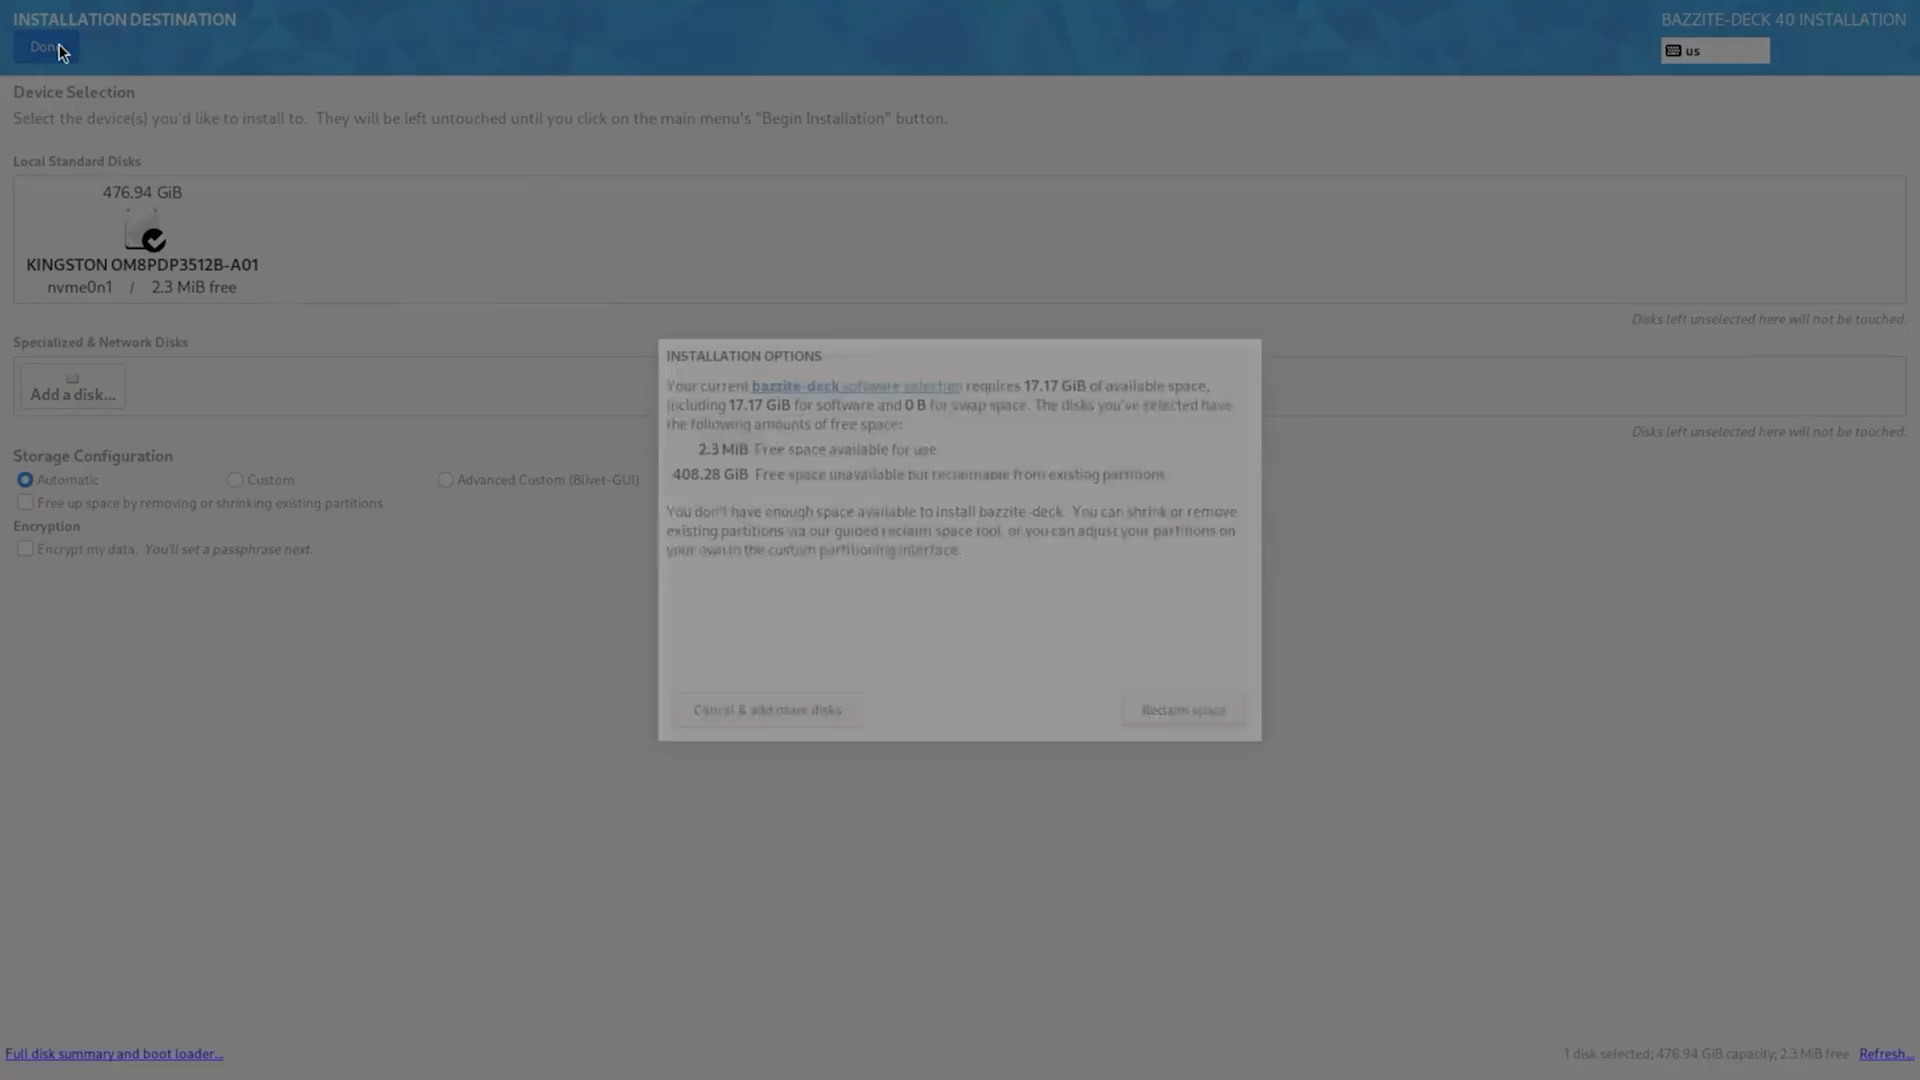 INSTALLATION DESTINATION
BAZZITE-DECK 40 INSTALLATION
Done
us
Device Selection
Select the device(s) you'd like to install to. They will be left untouched until you click on the main menu's "Begin Installation" button.
Local Standard Disks
476.94 GiB
KINGSTON OM8PDP3512B-A01
nvme0n1 / 2.3 MiB free
Disks left unselected here will not be touched.
Specialized & Network Disks
Add a disk...
Disks left unselected here will not be touched.
Storage Configuration
Automatic Custom Advanced Custom (Blivet-GUI)
Free up space by removing or shrinking existing partitions
Encryption
Encrypt my data. You'll set a passphrase next.
INSTALLATION OPTIONS
Your current bazzite-deck software selection requires 17.17 GiB of available space,
including 17.17 GiB for software and 0 B for swap space. The disks you've selected have
the following amounts of free space:
2.3 MiB Free space available for use
408.28 GiB Free space unavailable but reclaimable from existing partitions.
You don't have enough space available to install bazzite-deck. You can shrink or remove
existing partitions via our guided reclaim space tool, or you can adjust your partitions on
your own in the custom partitioning interface.
Cancel & add more disks
Reclaim space
Full disk summary and boot loader...
1 disk selected; 476.94 GiB capacity; 2.3 MiB free Refresh...